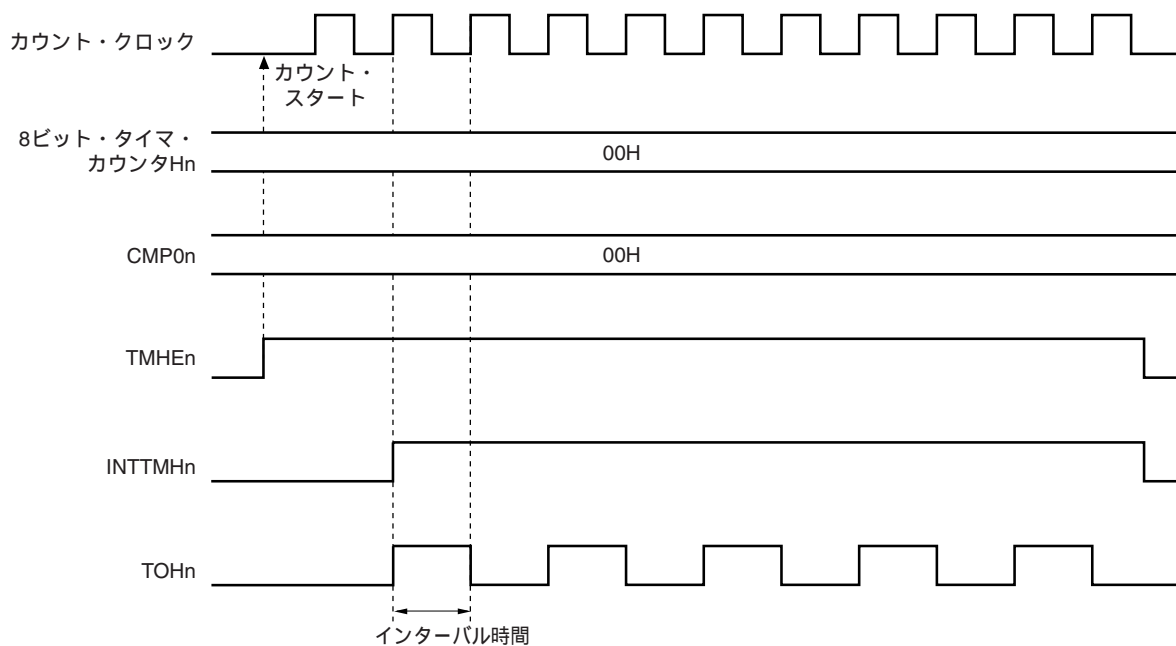 カウント・クロック
カウント・
スタート
8ビット・タイマ・
カウンタHn
00H
CMP0n
00H
TMHEn
INTTMHn
TOHn
インターバル時間